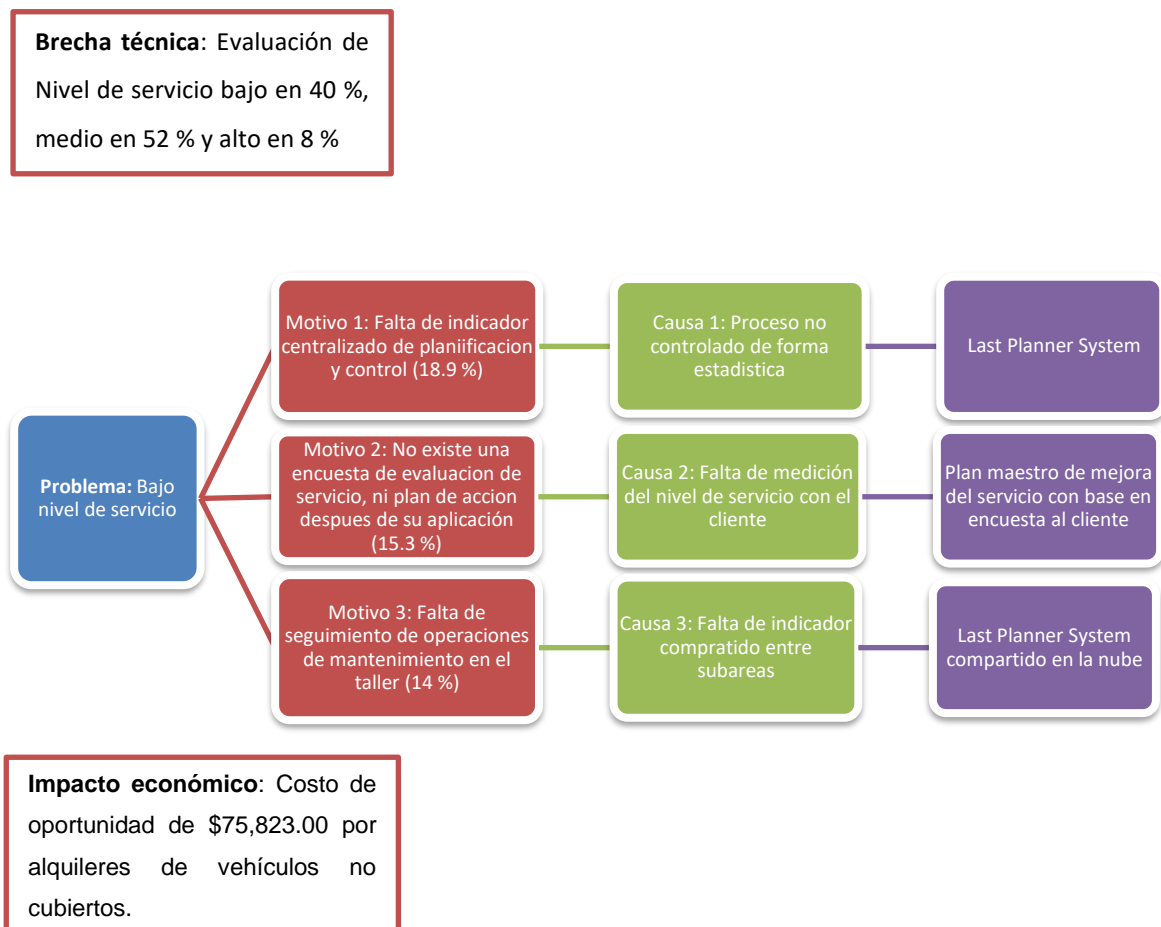 Brecha técnica: Evaluación de
Nivel de servicio bajo en 40 %,
medio en 52 % y alto en 8 %
Problema: Bajo
nivel de servicio
Motivo 1: Falta de indicador
centralizado de planiificacion
y control (18.9 %)
Causa 1: Proceso no
controlado de forma
estadistica
Last Planner System
Motivo 2: No existe una
encuesta de evaluacion de
servicio, ni plan de accion
despues de su aplicación
(15.3 %)
Causa 2: Falta de medición
del nivel de servicio con el
cliente
Plan maestro de mejora
del servicio con base en
encuesta al cliente
Motivo 3: Falta de
seguimiento de operaciones
de mantenimiento en el
taller (14 %)
Causa 3: Falta de indicador
compratido entre
subareas
Last Planner System
compartido en la nube
Impacto económico: Costo de
oportunidad de $75,823.00 por
alquileres de vehículos no
cubiertos.